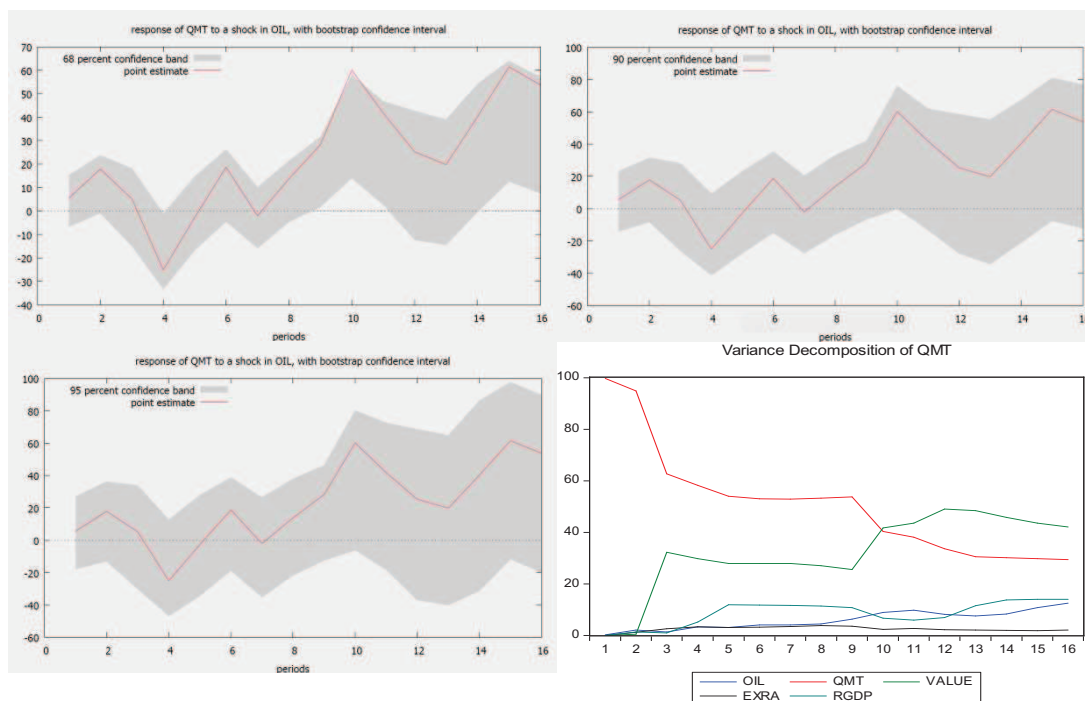 response of QMT to a shock in OIL, with bootstrap confidence interval
68 percent confidence band
point estimate
70
60
50
40
30
20
10
0
-10
-20
-30
-40
0 2 4 6 8 10 12 14 16
periods
response of QMT to a shock in OIL, with bootstrap confidence interval
90 percent confidence band
point estimate
100
80
60
40
20
0
-20
-40
-60
0 2 4 6 8 10 12 14 16
periods
response of QMT to a shock in OIL, with bootstrap confidence interval
95 percent confidence band
point estimate
100
80
60
40
20
0
-20
-40
-60
0 2 4 6 8 10 12 14 16
periods
Variance Decomposition of QMT
100
80
60
40
20
0
1 2 3 4 5 6 7 8 9 10 11 12 13 14 15 16
OIL QMT VALUE
EXRA RGDP